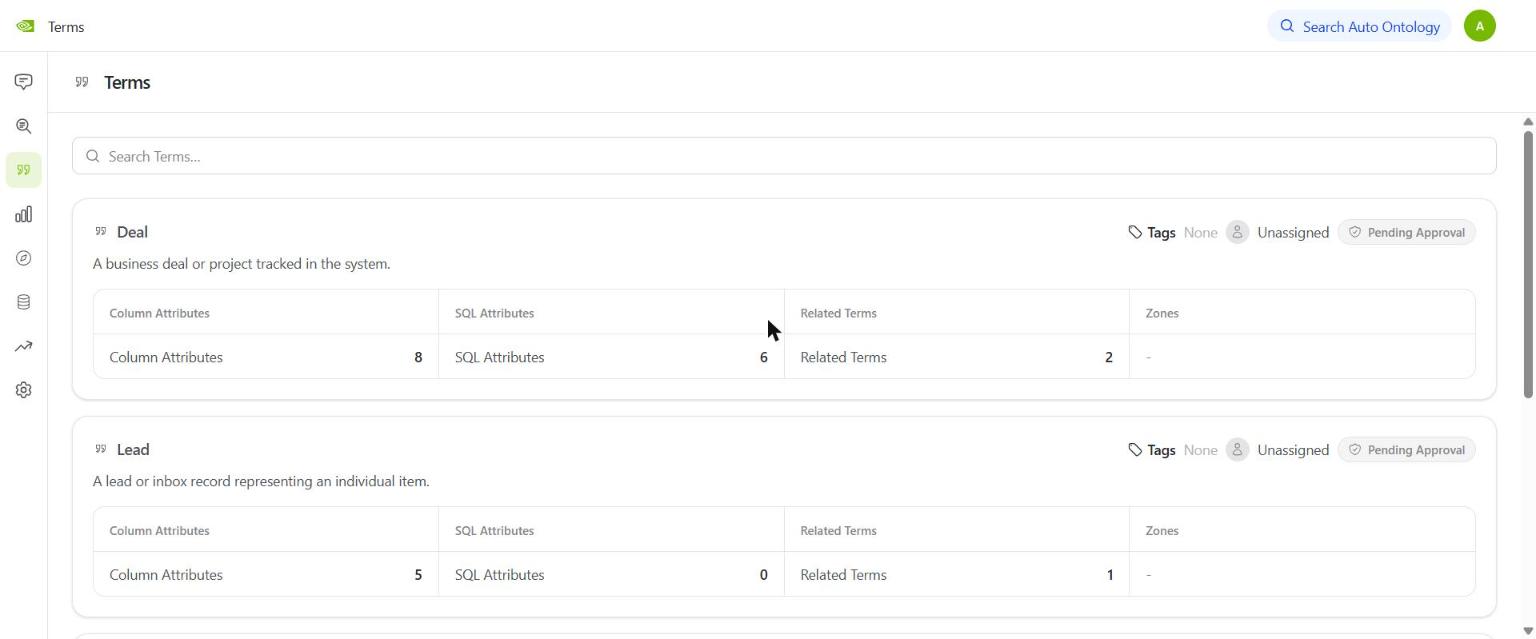 Terms
Search Auto Ontology
A
Terms
Search Terms...
Deal
Tags None Unassigned Pending Approval
A business deal or project tracked in the system.
Column Attributes SQL Attributes Related Terms Zones
Column Attributes 8 SQL Attributes 6 Related Terms 2 -
Lead
Tags None Unassigned Pending Approval
A lead or inbox record representing an individual item.
Column Attributes SQL Attributes Related Terms Zones
Column Attributes 5 SQL Attributes 0 Related Terms 1 -